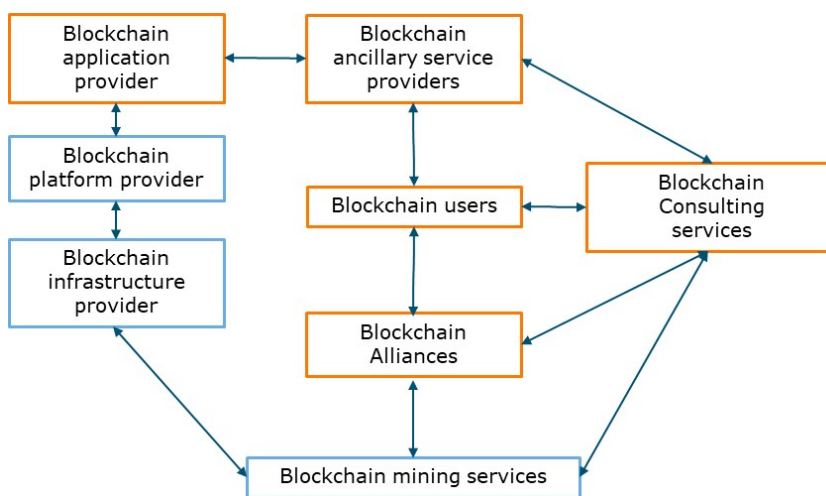 Blockchain
application
provider
Blockchain
ancillary service
providers
Blockchain
platform provider
Blockchain users
Blockchain
Consulting
services
Blockchain
infrastructure
provider
Blockchain
Alliances
Blockchain mining services